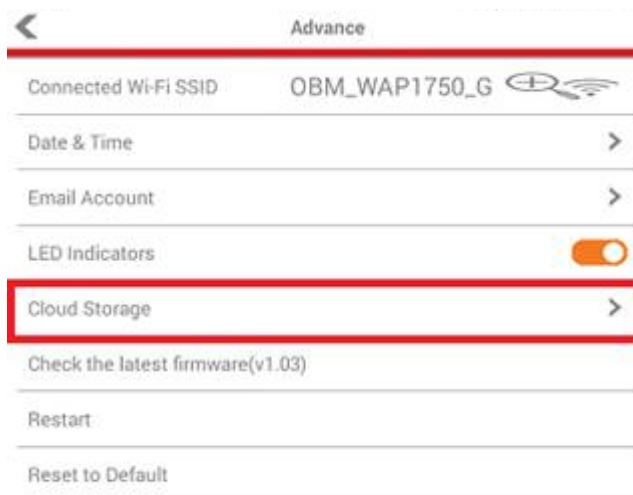 Advance
Connected Wi-Fi SSID OBM_WAP1750_G
Date & Time
Email Account
LED Indicators
Cloud Storage
Check the latest firmware(v1.03)
Restart
Reset to Default